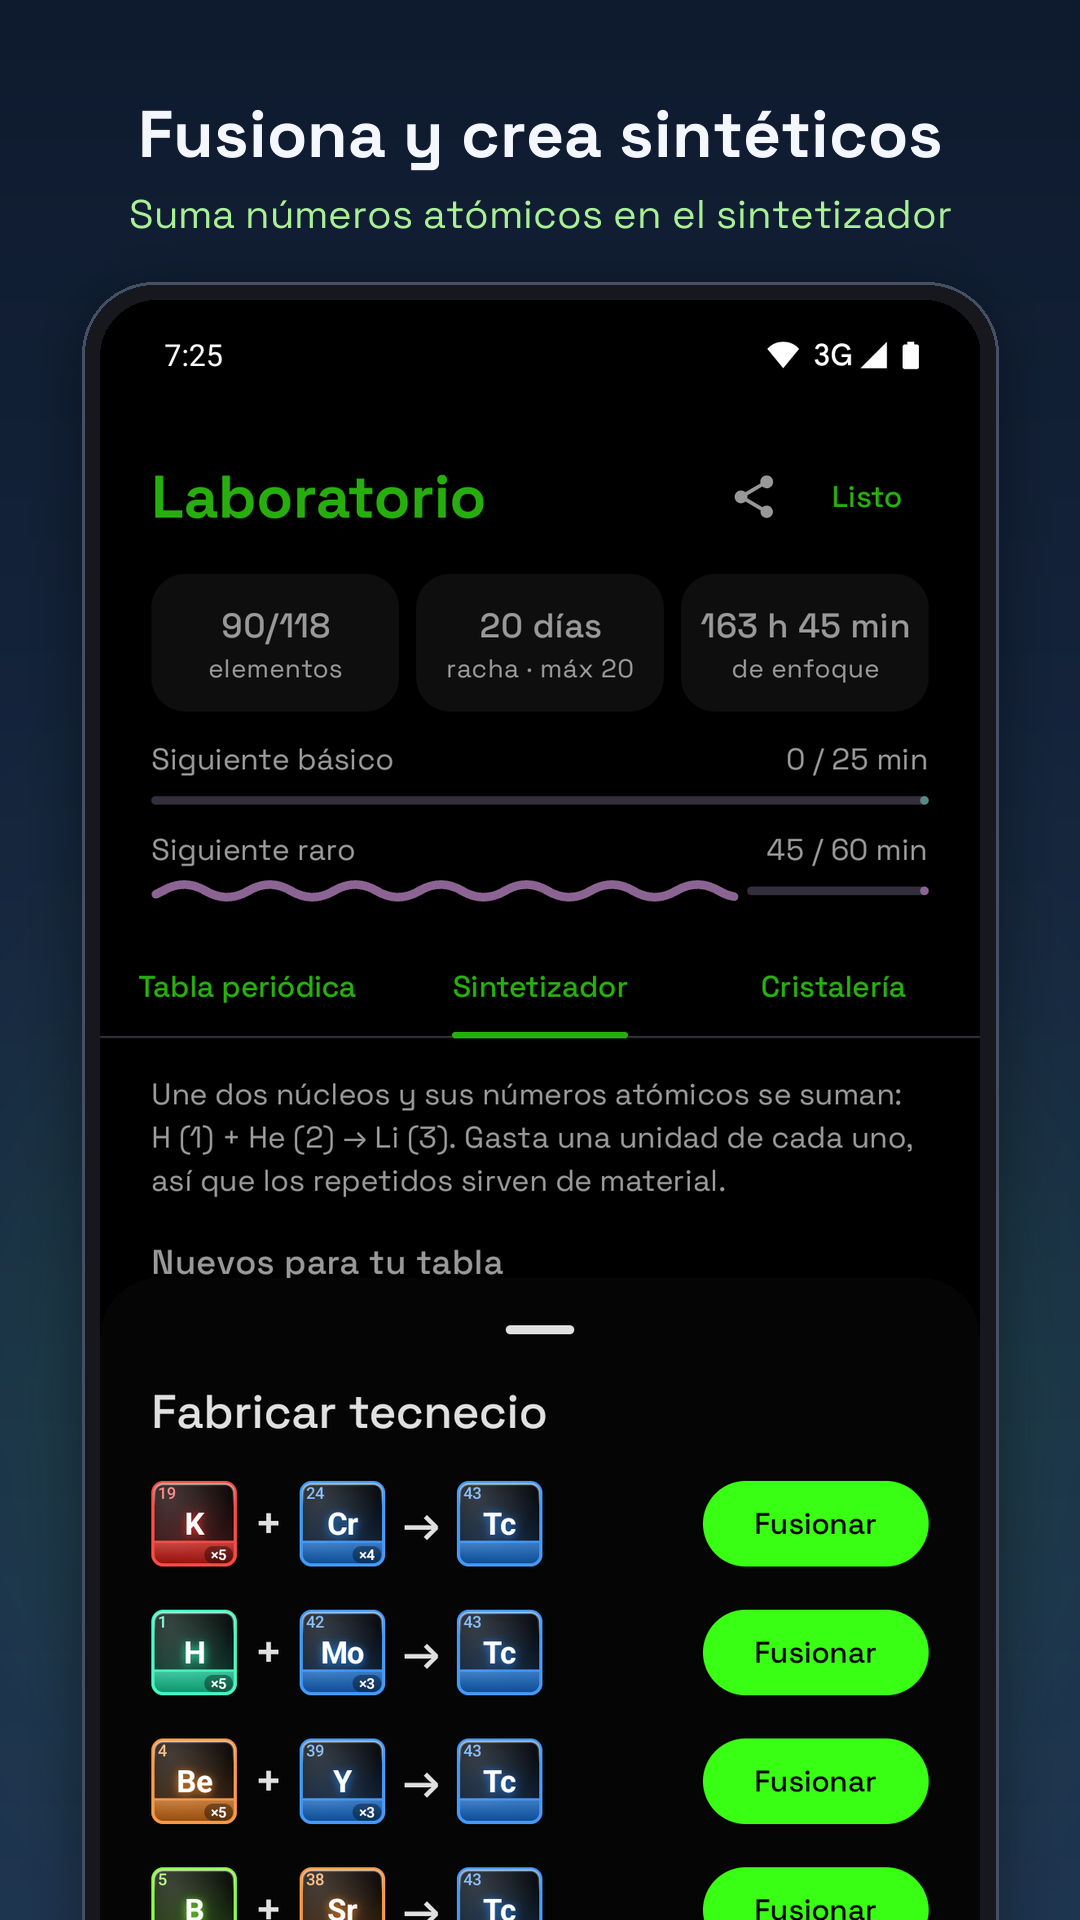 Fusiona y crea sintéticos
Suma números atómicos en el sintetizador
7:25 3G
Laboratorio Listo
90/118 20 días 163 h 45 min
elementos racha · máx 20 de enfoque
Siguiente básico 0 / 25 min
Siguiente raro 45 / 60 min
Tabla periódica Sintetizador Cristalería
Une dos núcleos y sus números atómicos se suman:
H (1) + He (2) → Li (3). Gasta una unidad de cada uno,
así que los repetidos sirven de material.
Nuevos para tu tabla
Fabricar tecnecio
19 K ×5 + 24 Cr ×4 → 43 Tc Fusionar
1 H ×5 + 42 Mo ×3 → 43 Tc Fusionar
4 Be ×5 + 39 Y ×3 → 43 Tc Fusionar
5 B + 38 Sr → 43 Tc Fusionar